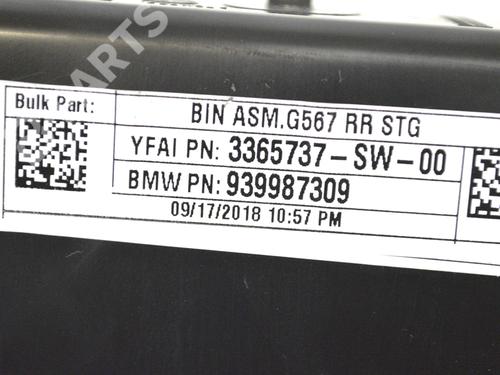 B PARTS
Bulk Part:
BIN ASM.G567 RR STG
YFAI PN: 3365737-SW-00
BMW PN: 939987309
09/17/2018 10:57 PM